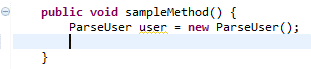 public void sampleMethod() {
ParseUser user = new ParseUser();
}